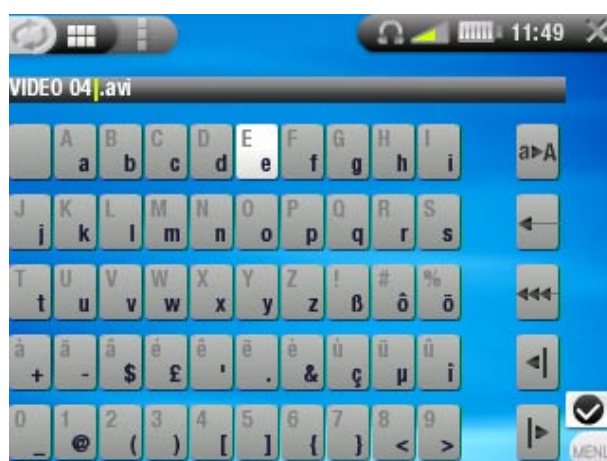 11:49
VIDEO 04.avi
A a B b C c D d E e F f G g H h I i a▸A
J j K k L l M m N n O o P p Q q R r S s
T t U u V v W w X x Y y Z z ! ß # ô % õ
à + ã - â $ é £ ê ' ë . è & ù ç ü µ û î
0 _ 1 @ 2 ( 3 ) 4 [ 5 ] 6 { 7 } 8 < 9 >
MENU